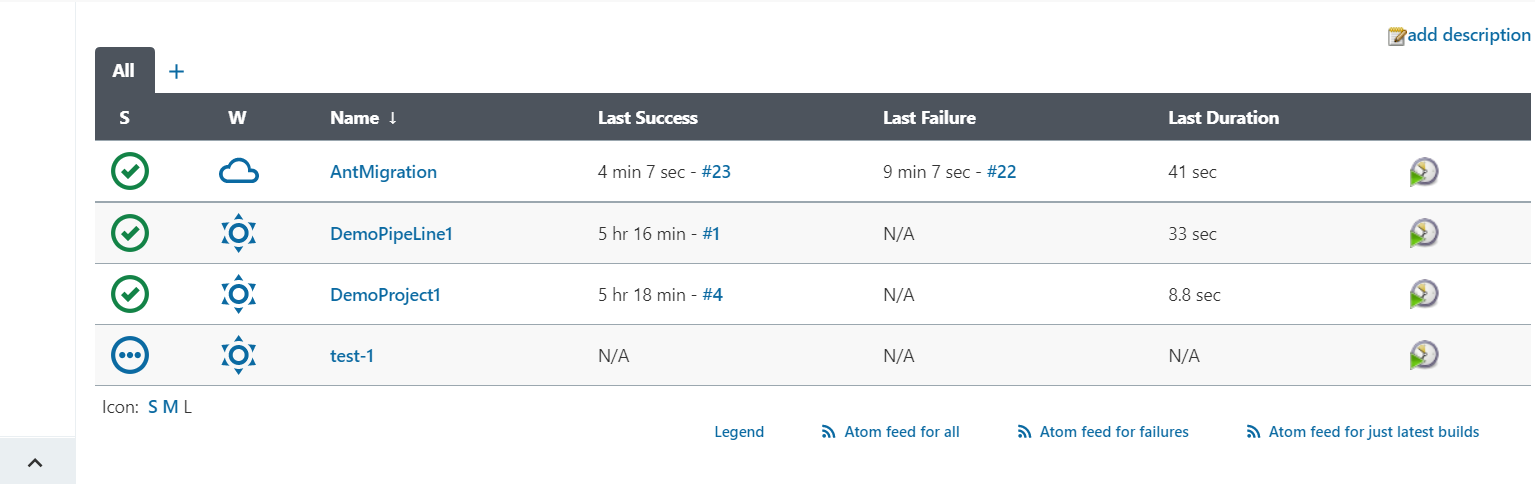 add description
All +
S W Name ↓ Last Success Last Failure Last Duration
AntMigration 4 min 7 sec - #23 9 min 7 sec - #22 41 sec
DemoPipeLine1 5 hr 16 min - #1 N/A 33 sec
DemoProject1 5 hr 18 min - #4 N/A 8.8 sec
test-1 N/A N/A N/A
Icon: S M L
Legend Atom feed for all Atom feed for failures Atom feed for just latest builds